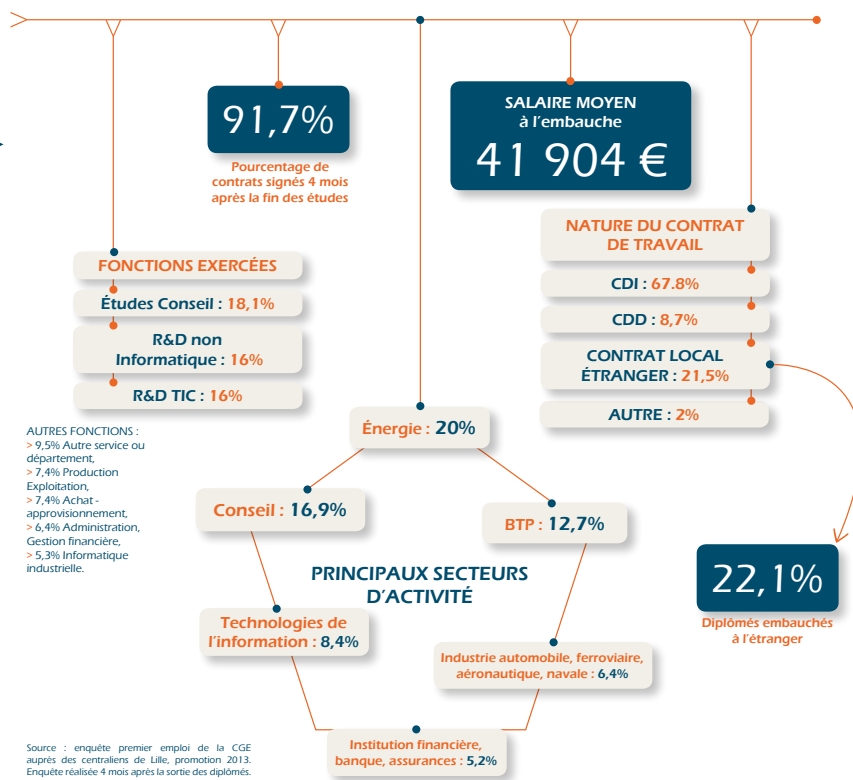 91,7%
Pourcentage de
contrats signés 4 mois
après la fin des études
SALAIRE MOYEN
à l'embauche
41 904 €
FONCTIONS EXERCÉES
Études Conseil : 18,1%
R&D non
Informatique : 16%
R&D TIC : 16%
AUTRES FONCTIONS :
> 9,5% Autre service ou
département,
> 7,4% Production
Exploitation,
> 7,4% Achat -
approvisionnement,
> 6,4% Administration,
Gestion financière,
> 5,3% Informatique
industrielle.
NATURE DU CONTRAT
DE TRAVAIL
CDI : 67.8%
CDD : 8,7%
CONTRAT LOCAL
ÉTRANGER : 21,5%
AUTRE : 2%
22,1%
Diplômés embauchés
à l'étranger
Énergie : 20%
Conseil : 16,9%
BTP : 12,7%
PRINCIPAUX SECTEURS
D'ACTIVITÉ
Technologies de
l'information : 8,4%
Industrie automobile, ferroviaire,
aéronautique, navale : 6,4%
Institution financière,
banque, assurances : 5,2%
Source : enquête premier emploi de la CGE
auprès des centraliens de Lille, promotion 2013.
Enquête réalisée 4 mois après la sortie des diplômés.